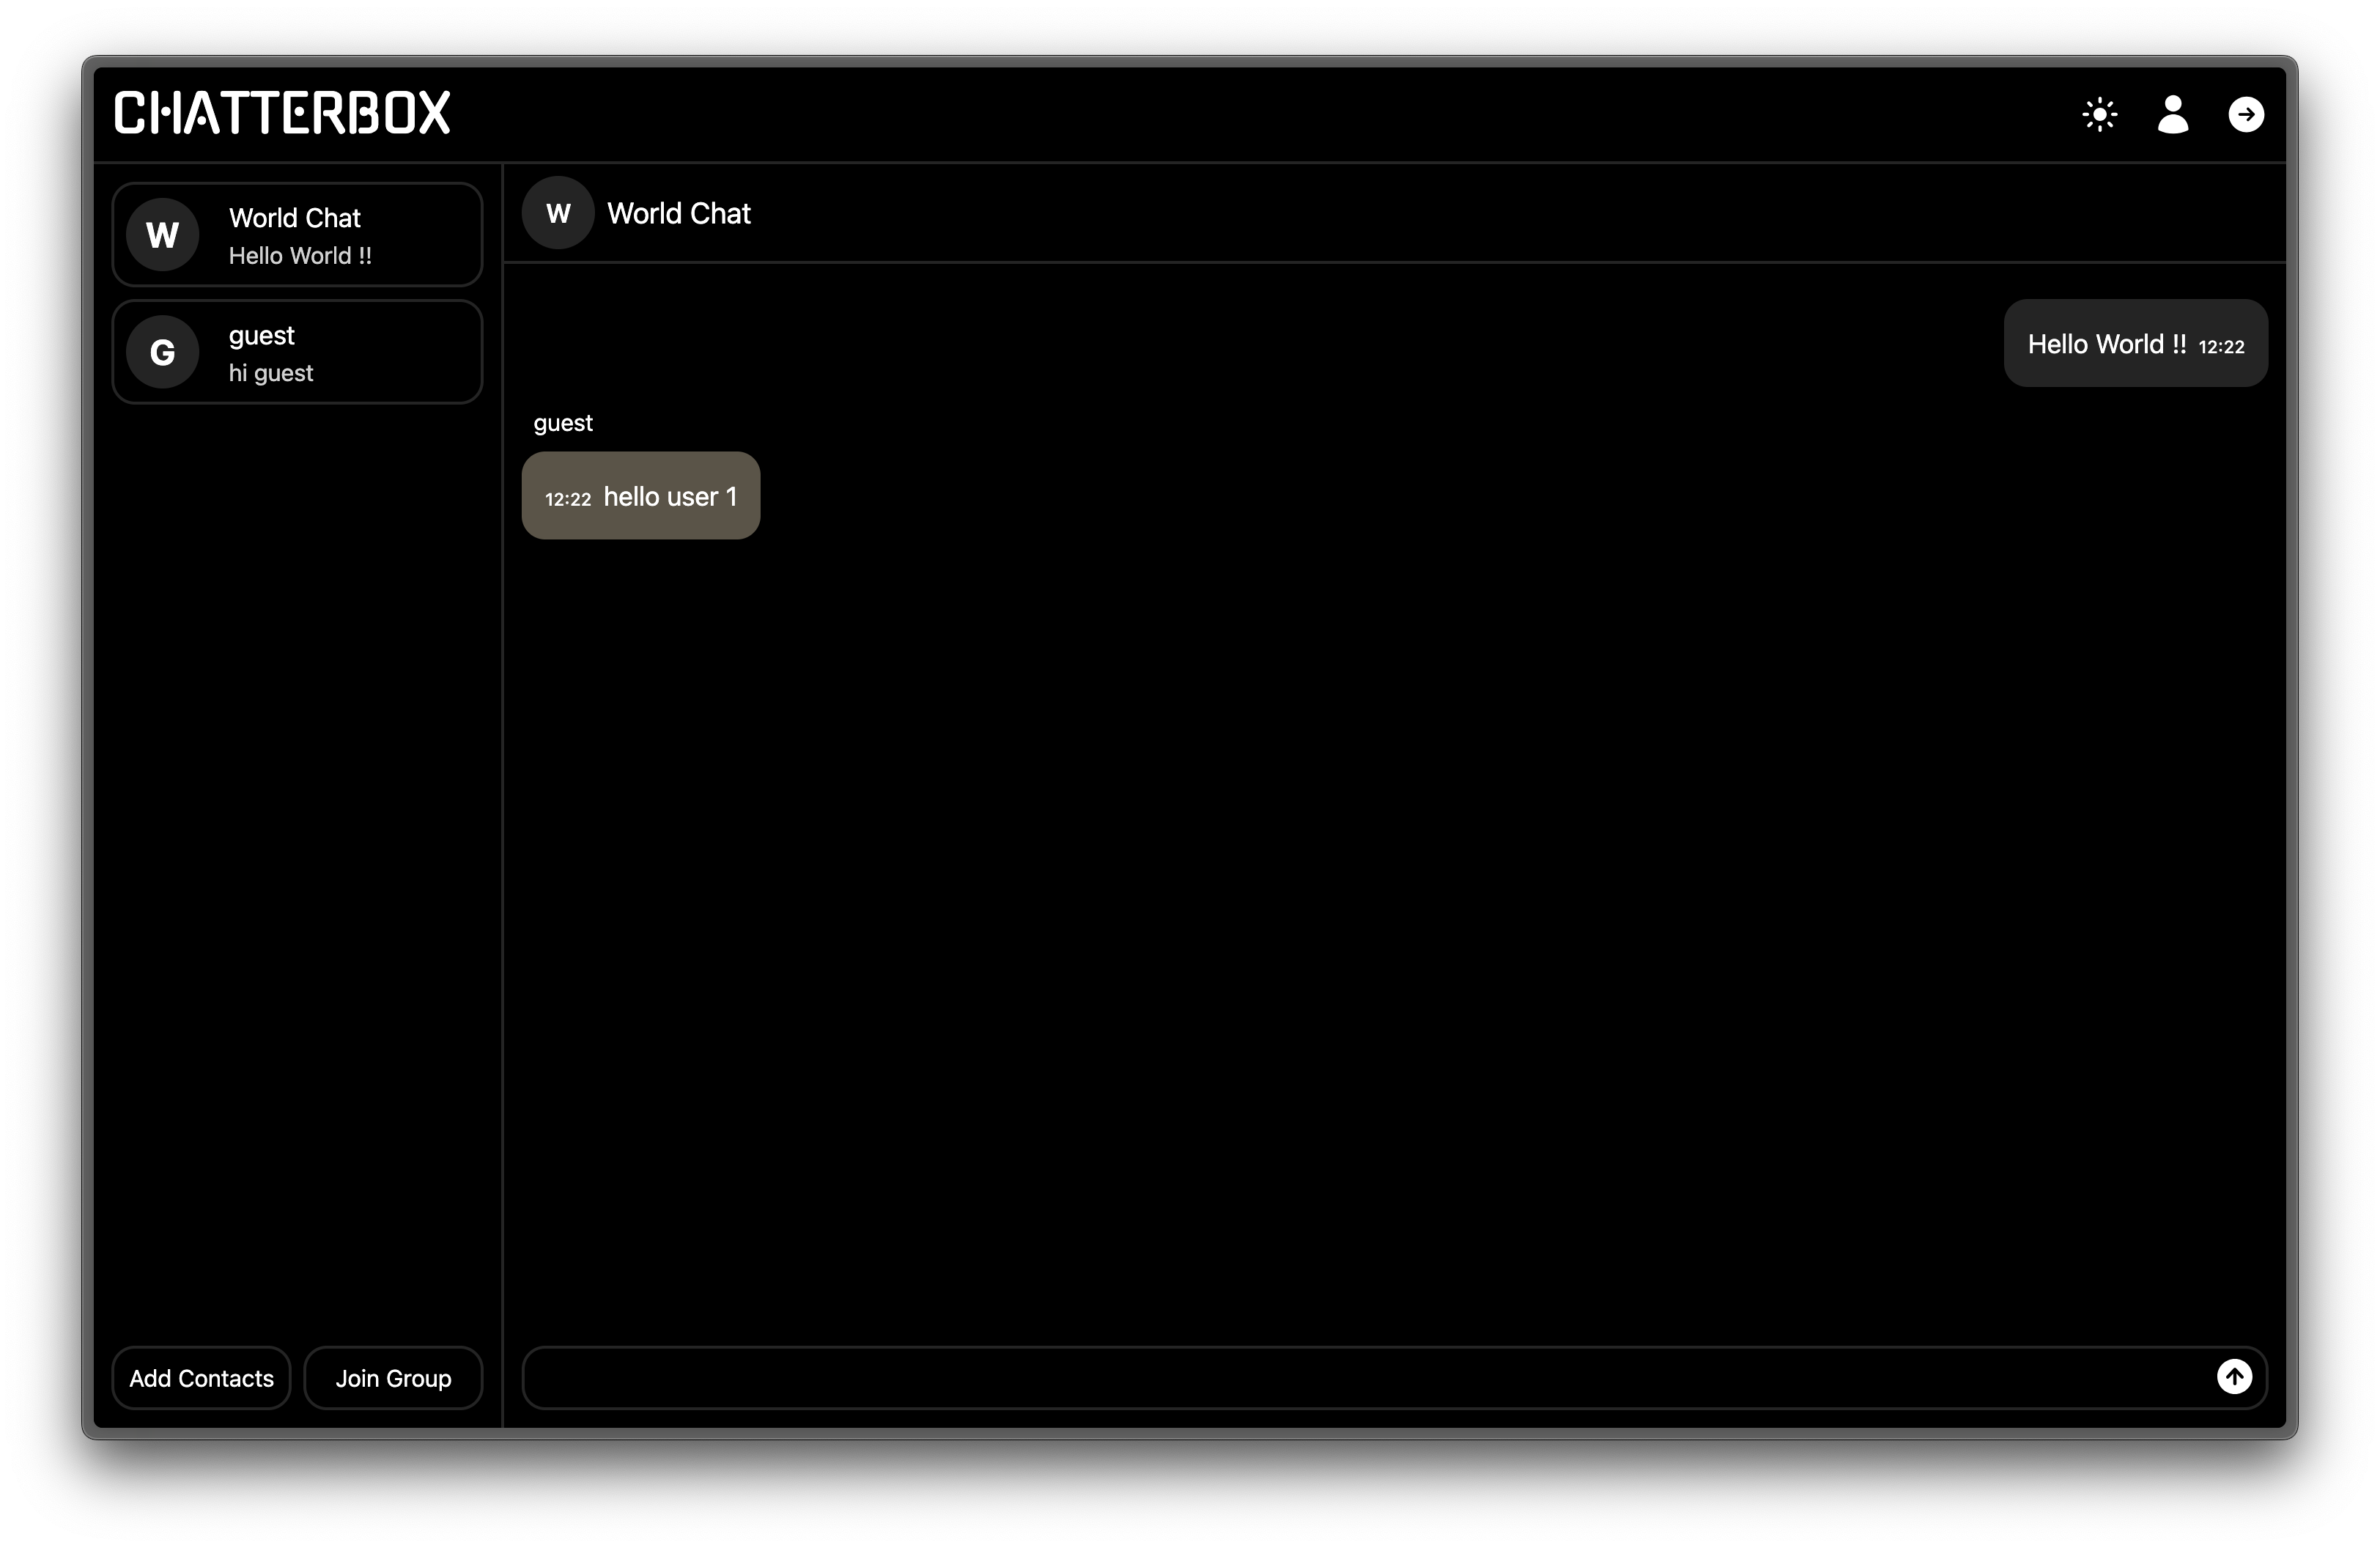 CHATTERBOX
W
World Chat
Hello World !!
G
guest
hi guest
Add Contacts
Join Group
W World Chat
Hello World !! 12:22
guest
12:22 hello user 1